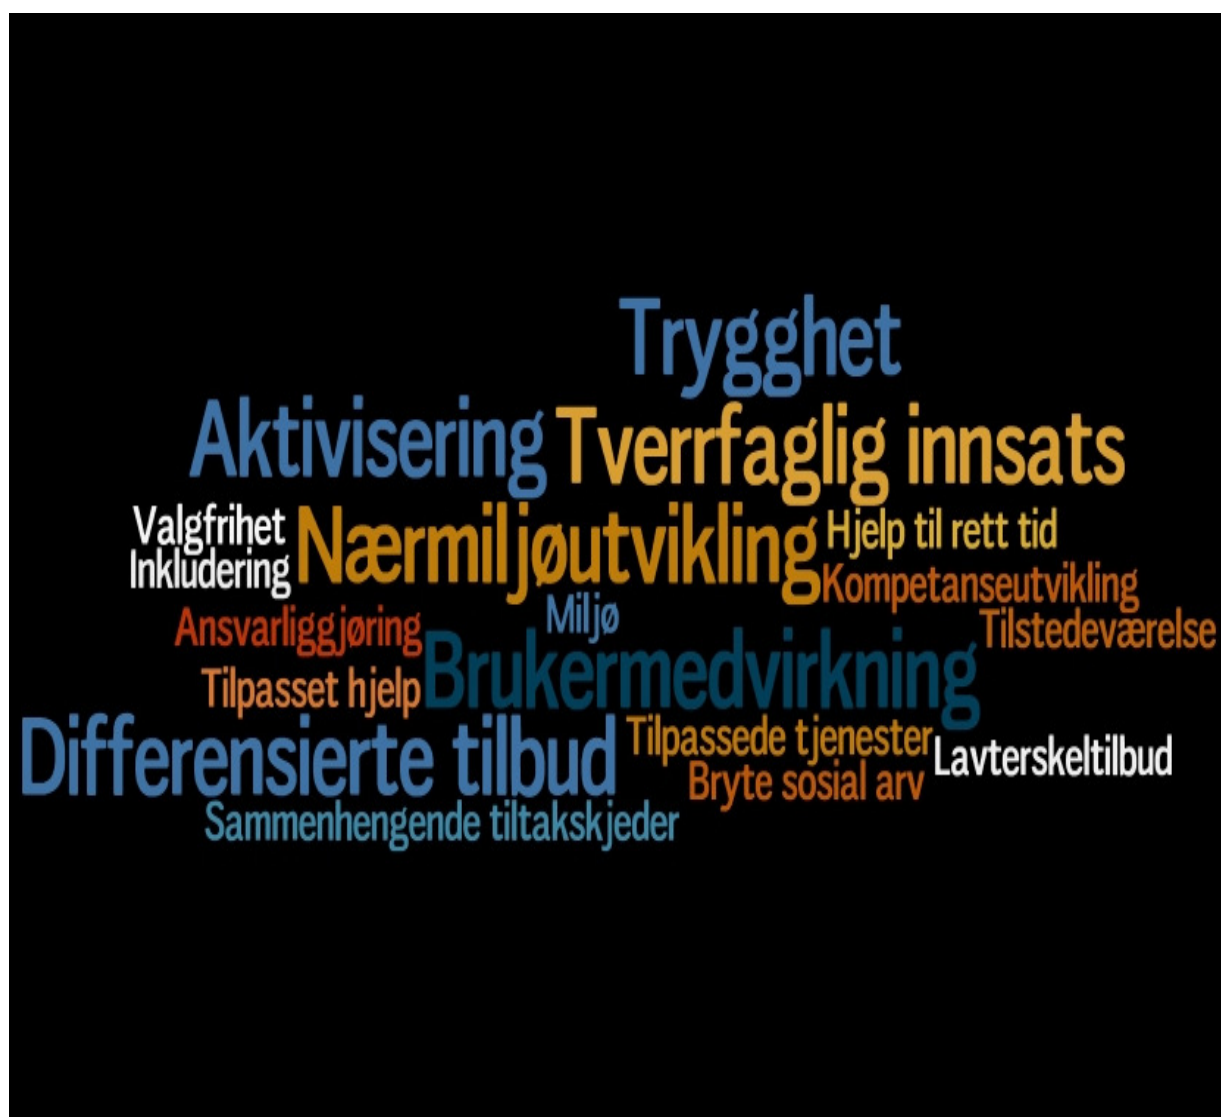 Trygghet
Aktivisering
Tverrfaglig innsats
Valgfrihet
Nærmiljøutvikling
Hjelp til rett tid
Inkludering
Kompetanseutvikling
Ansvarliggjøring
Miljø
Tilstedeværelse
Tilpasset hjelp
Brukermedvirkning
Differensierte tilbud
Tilpassede tjenester
Lavterskeltilbud
Bryte sosial arv
Sammenhengende tiltakskjeder